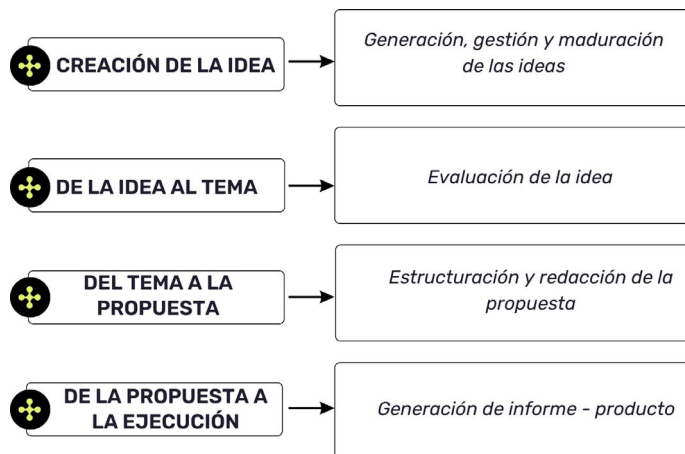 CREACIÓN DE LA IDEA
Generación, gestión y maduración
de las ideas
DE LA IDEA AL TEMA
Evaluación de la idea
DEL TEMA A LA
PROPUESTA
Estructuración y redacción de la
propuesta
DE LA PROPUESTA A
LA EJECUCIÓN
Generación de informe - producto